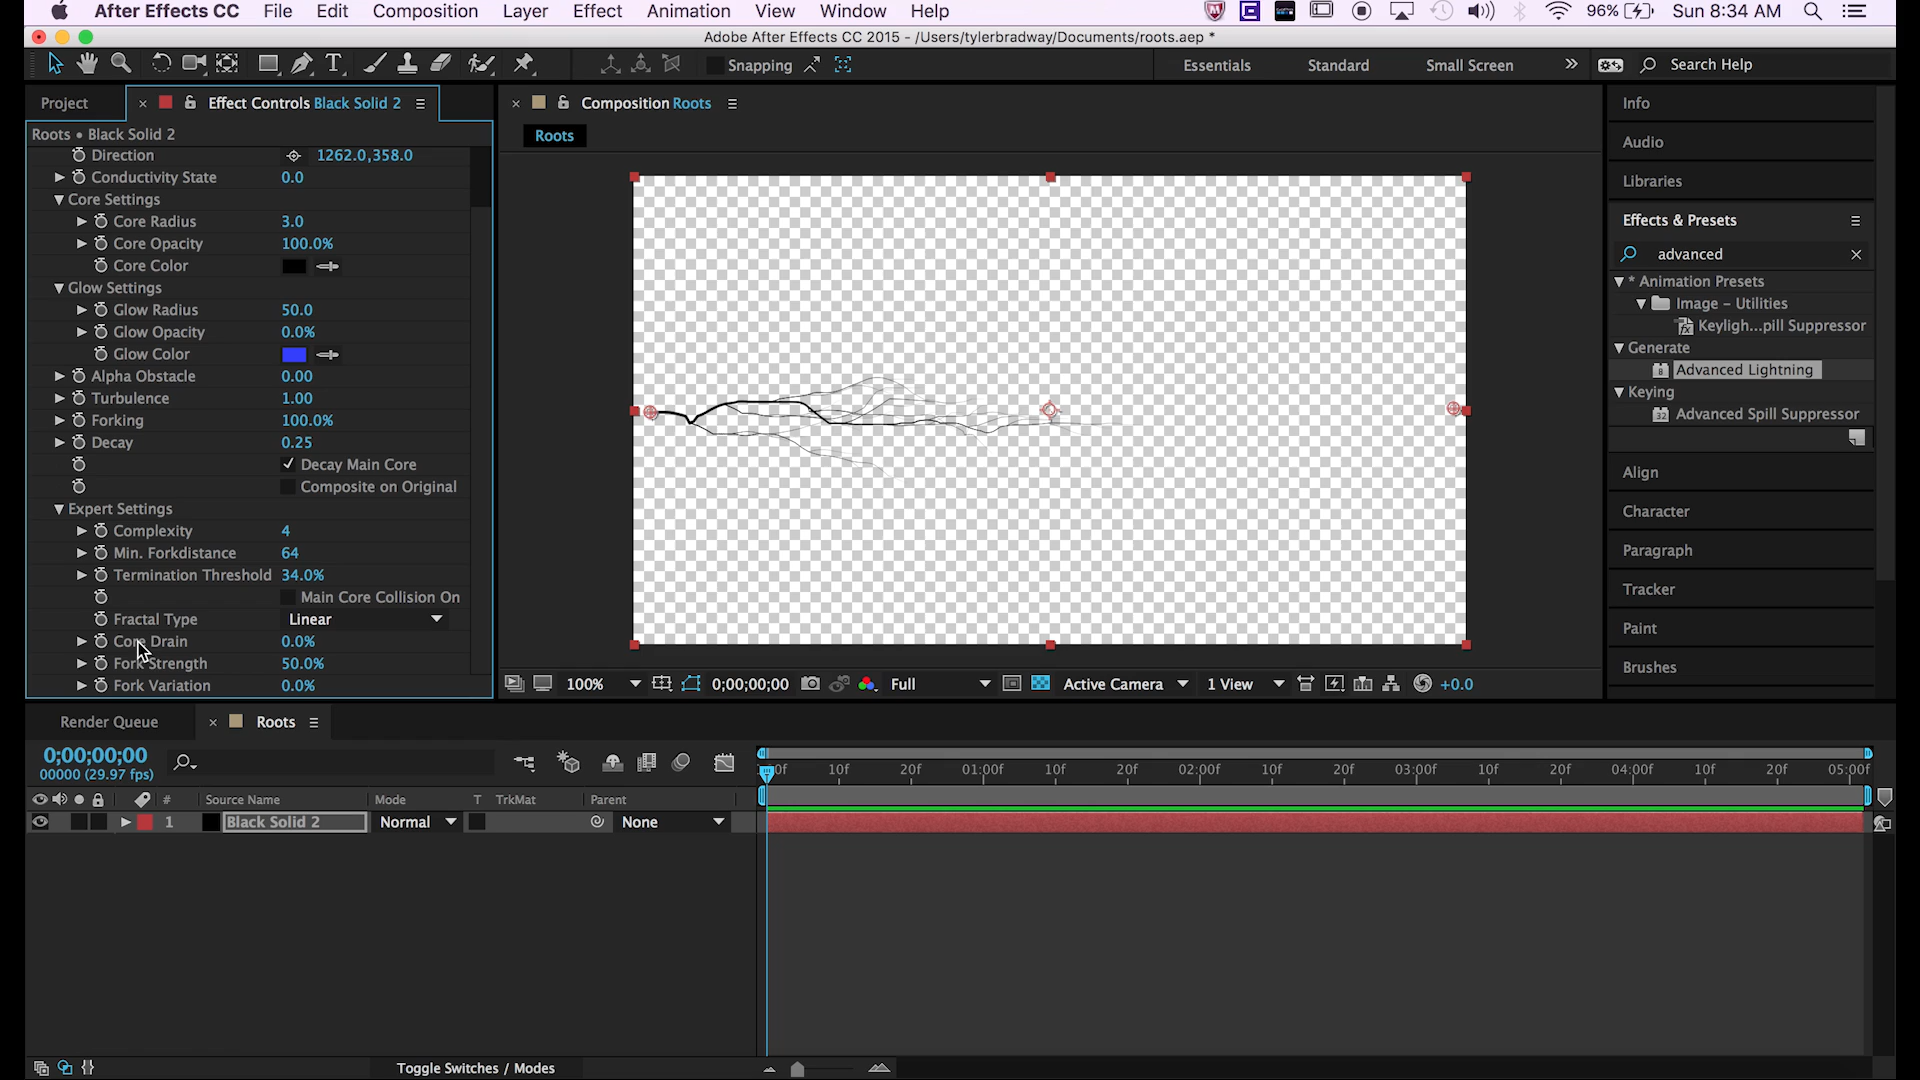 After Effects CC File Edit Composition Layer Effect Animation View Window Help 96% Sun 8:34 AM
Adobe After Effects CC 2015 - /Users/tylerbradway/Documents/roots.aep *
Snapping Essentials Standard Small Screen Search Help
Project Effect Controls Black Solid 2
Composition Roots
Roots • Black Solid 2
Roots
Direction 1262.0,358.0
Conductivity State 0.0
Core Settings
Core Radius 3.0
Core Opacity 100.0%
Core Color
Glow Settings
Glow Radius 50.0
Glow Opacity 0.0%
Glow Color
Alpha Obstacle 0.00
Turbulence 1.00
Forking 100.0%
Decay 0.25
Decay Main Core
Composite on Original
Expert Settings
Complexity 4
Min. Forkdistance 64
Termination Threshold 34.0%
Main Core Collision On
Fractal Type Linear
Core Drain 0.0%
Fork Strength 50.0%
Fork Variation 0.0%
100% 0;00;00;00 Full Active Camera 1 View +0.0
Info
Audio
Libraries
Effects & Presets
advanced
* Animation Presets
Image – Utilities
Keyligh...pill Suppressor
Generate
Advanced Lightning
Keying
Advanced Spill Suppressor
Align
Character
Paragraph
Tracker
Paint
Brushes
Render Queue Roots
0;00;00;00
00000 (29.97 fps)
10f 20f 01:00f 10f 20f 02:00f 10f 20f 03:00f 10f 20f 04:00f 10f 20f 05:00f
# Source Name Mode T TrkMat Parent
1 Black Solid 2 Normal None
Toggle Switches / Modes